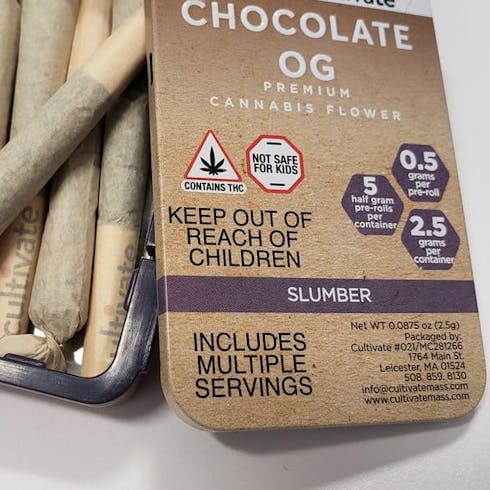 CHOCOLATE
OG
PREMIUM
CANNABIS FLOWER
CONTAINS THC
NOT SAFE
FOR KIDS
0.5
grams
per
pre-roll
5
half gram
pre-rolls
per
container
2.5
grams
per
container
KEEP OUT OF
REACH OF
CHILDREN
SLUMBER
INCLUDES
MULTIPLE
SERVINGS
Net WT 0.0875 oz (2.5g)
Packaged by:
Cultivate #021/MC281266
1764 Main St.
Leicester, MA 01524
508. 859. 8130
info@cultivatemass.com
www.cultivatemass.com
cultivate
cultivate